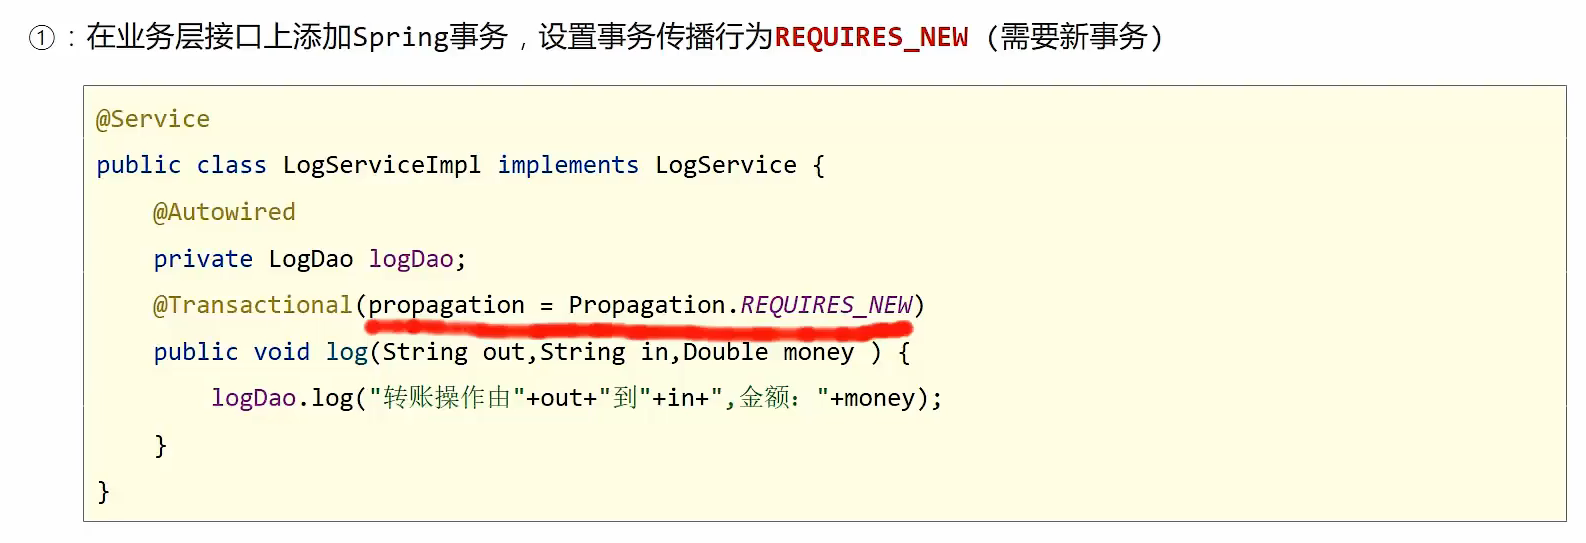 ①：在业务层接口上添加Spring事务，设置事务传播行为REQUIRES_NEW（需要新事务）
@Service
public class LogServiceImpl implements LogService {
@Autowired
private LogDao logDao;
@Transactional(propagation = Propagation.REQUIRES_NEW)
public void log(String out,String in,Double money ) {
logDao.log("转账操作由"+out+"到"+in+",金额："+money);
}
}